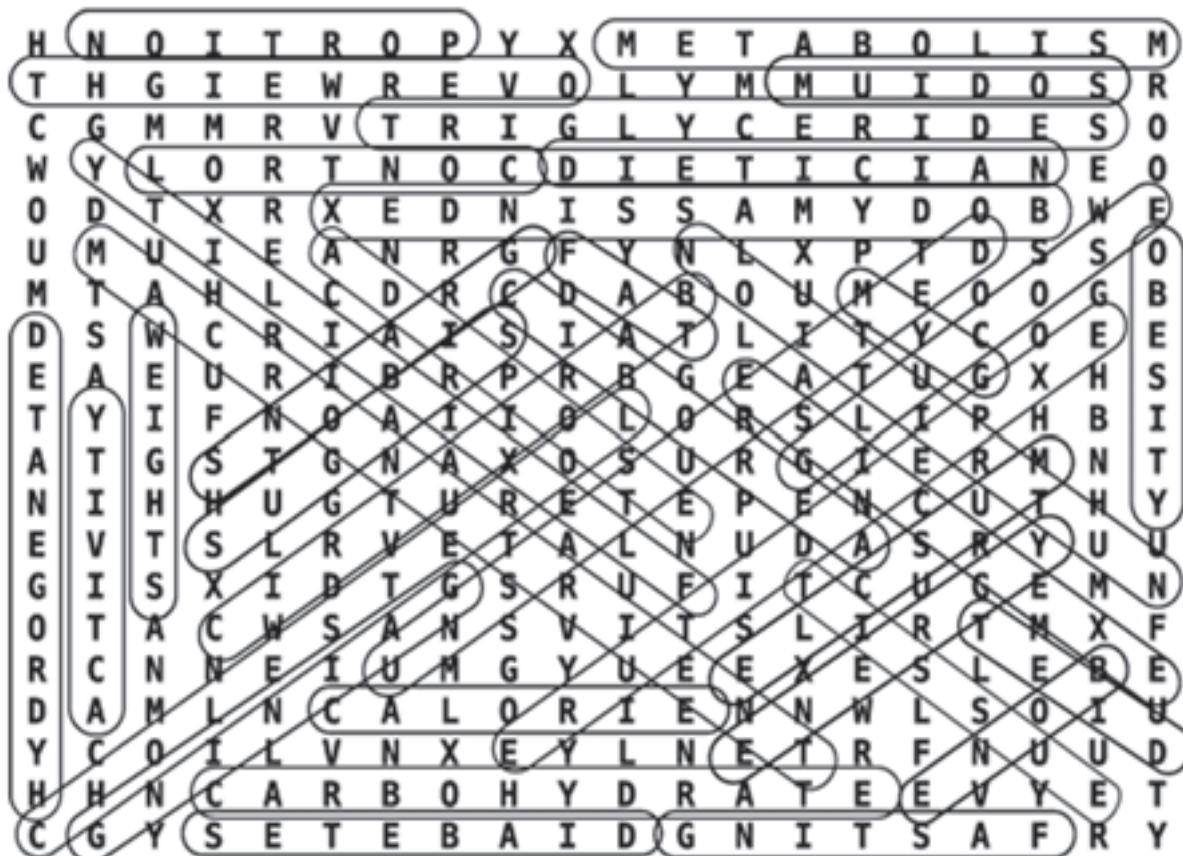 H N O I T R O P Y X M E T A B O L I S M
T H G I E W R E V O L Y M M U I D O S R
C G M M R V T R I G L Y C E R I D E S O
W Y L O R T N O C D I E T I C I A N E O
O D T X R X E D N I S S A M Y D O B W E
U M U I E A N R G F Y N L X P T D S S O
M T A H L C D R C D A B O U M E O O G B
D S W C R I A I S I A T L I T Y C O E E
E A E U R I B R P R B G E A T U G X H S
T Y I F N O A I I O L O R S L I P H B I
A T G S T G N A X O S U R G I E R M N T
N I H H U G T U R E T E P E N C U T H Y
E V T S L R V E T A L N U D A S R Y U U
G I S X I D T G S R U F I T C U G E M N
O T A C W S A N S V I T S L I R T M X F
R C N N E I U M G Y U E E X E S L E B E
D A M L N C A L O R I E N N W L S O I U
Y C O I L V N X E Y L N E T R F N U U D
H H N C A R B O H Y D R A T E E V Y E T
C G Y S E T E B A I D G N I T S A F R Y